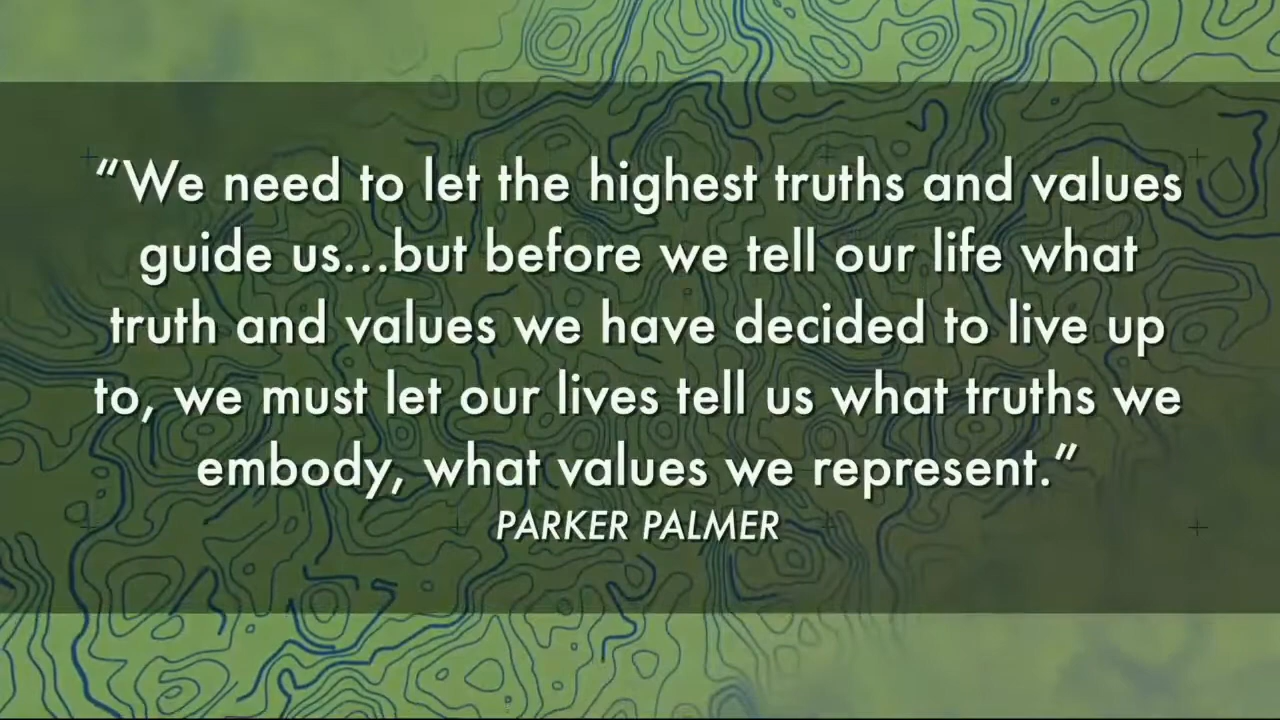 “We need to let the highest truths and values
guide us...but before we tell our life what
truth and values we have decided to live up
to, we must let our lives tell us what truths we
embody, what values we represent.”
PARKER PALMER